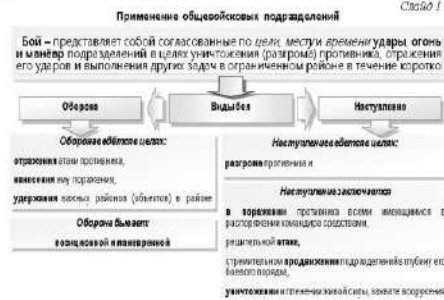 Слайд 1
Применение общевойсковых подразделений
Бой – представляет собой согласованные по цели, месту и времени удары, огонь
и манёвр подразделений в целях уничтожения (разгрома) противника, отражения
его ударов и выполнения других задач в ограниченном районе в течение коротко
Оборона
Виды боя
Наступление
Оборона ведётся в целях:
отражения атаки противника,
нанесения ему поражения,
удержания важных районов (объектов) в районе
Оборона бывает:
позиционной и маневренной
Наступление ведется в целях:
разгрома противника и
Наступление заключается
в поражении противника всеми имеющимися в
распоряжении командира средствами,
решительной атаке,
стремительном продвижении подразделений в глубину его
боевого порядка,
уничтожении и пленении живой силы, захвате вооружения